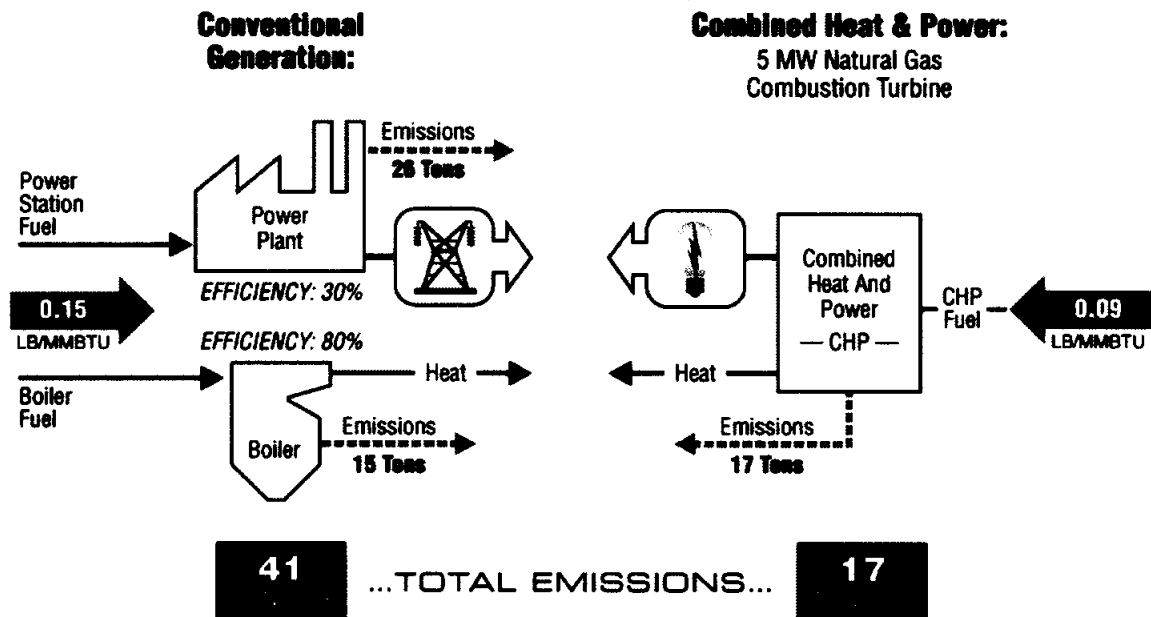 Conventional
Generation:
Combined Heat & Power:
5 MW Natural Gas
Combustion Turbine
Emissions
26 Tons
Power
Station
Fuel
Power
Plant
EFFICIENCY: 30%
0.15
LB/MMBTU
EFFICIENCY: 80%
Heat
Boiler
Fuel
Boiler
Emissions
15 Tons
Combined
Heat And
Power
— CHP —
CHP
Fuel
0.09
LB/MMBTU
Heat
Emissions
17 Tons
41
...TOTAL EMISSIONS...
17